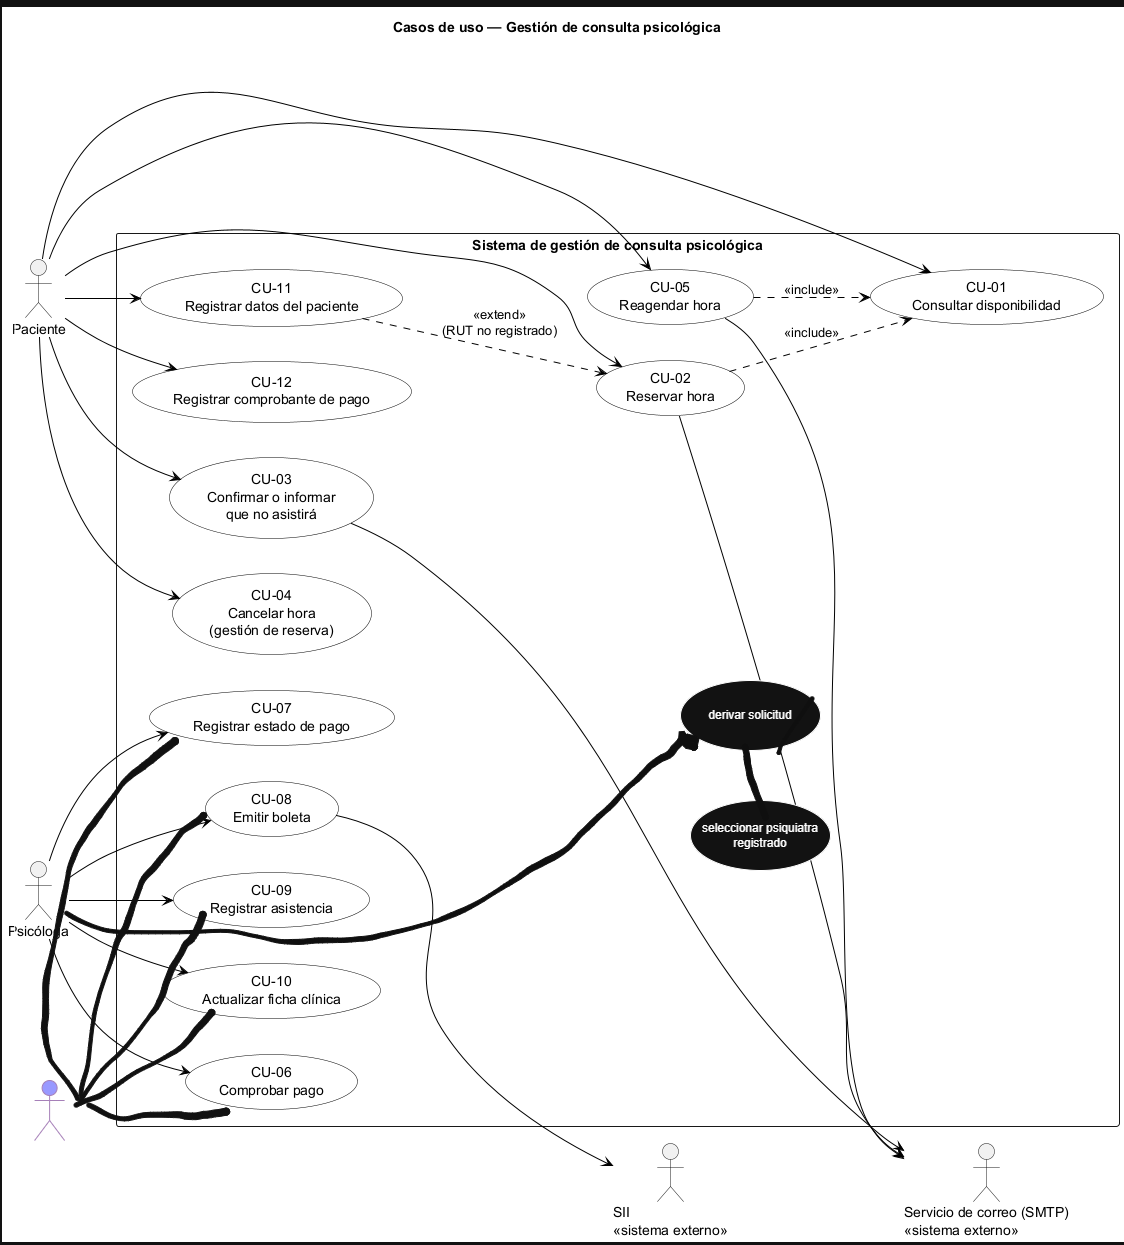 Casos de uso — Gestión de consulta psicológica
Sistema de gestión de consulta psicológica
CU-11
Registrar datos del paciente
CU-05
Reagendar hora
«include»
CU-01
Consultar disponibilidad
Paciente
«extend»
(RUT no registrado)
«include»
CU-12
Registrar comprobante de pago
CU-02
Reservar hora
CU-03
Confirmar o informar
que no asistirá
CU-04
Cancelar hora
(gestión de reserva)
CU-07
Registrar estado de pago
derivar solicitud
CU-08
Emitir boleta
seleccionar psiquiatra
registrado
CU-09
Registrar asistencia
Psicóloga
CU-10
Actualizar ficha clínica
CU-06
Comprobar pago
SII
«sistema externo»
Servicio de correo (SMTP)
«sistema externo»